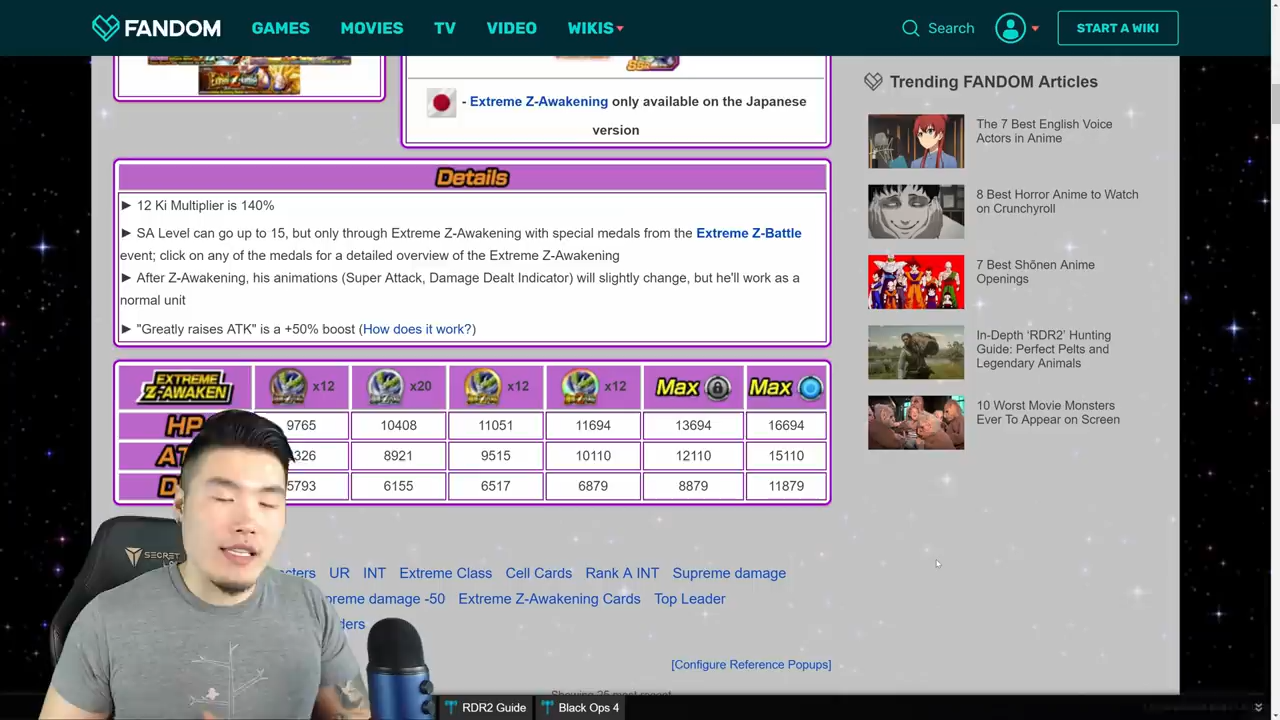 FANDOM
GAMES
MOVIES
TV
VIDEO
WIKIS
Search
START A WIKI
- Extreme Z-Awakening only available on the Japanese
version
Details
► 12 Ki Multiplier is 140%
► SA Level can go up to 15, but only through Extreme Z-Awakening with special medals from the Extreme Z-Battle
event; click on any of the medals for a detailed overview of the Extreme Z-Awakening
► After Z-Awakening, his animations (Super Attack, Damage Dealt Indicator) will slightly change, but he'll work as a
normal unit
► "Greatly raises ATK" is a +50% boost (How does it work?)
EXTREME Z-AWAKEN x12 x20 x12 x12 Max Max
HP 9765 10408 11051 11694 13694 16694
326 8921 9515 10110 12110 15110
5793 6155 6517 6879 8879 11879
UR INT Extreme Class Cell Cards Rank A INT Supreme damage
damage -50 Extreme Z-Awakening Cards Top Leader
[Configure Reference Popups]
Trending FANDOM Articles
The 7 Best English Voice
Actors in Anime
8 Best Horror Anime to Watch
on Crunchyroll
7 Best Shōnen Anime
Openings
In-Depth 'RDR2' Hunting
Guide: Perfect Pelts and
Legendary Animals
10 Worst Movie Monsters
Ever To Appear on Screen
SECRET
RDR2 Guide
Black Ops 4